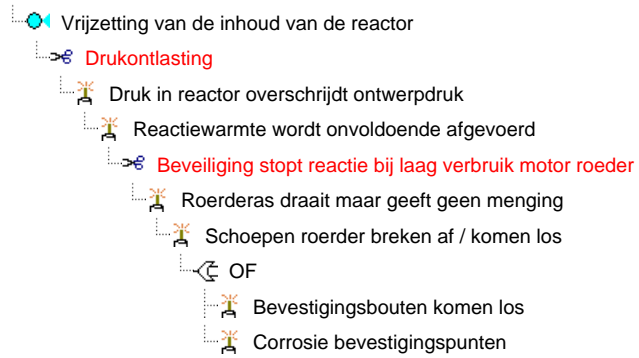 Vrijzetting van de inhoud van de reactor
Drukontlasting
Druk in reactor overschrijdt ontwerpdruk
Reactiewarmte wordt onvoldoende afgevoerd
Beveiliging stopt reactie bij laag verbruik motor roeder
Roerderas draait maar geeft geen menging
Schoepen roerder breken af / komen los
OF
Bevestigingsbouten komen los
Corrosie bevestigingspunten